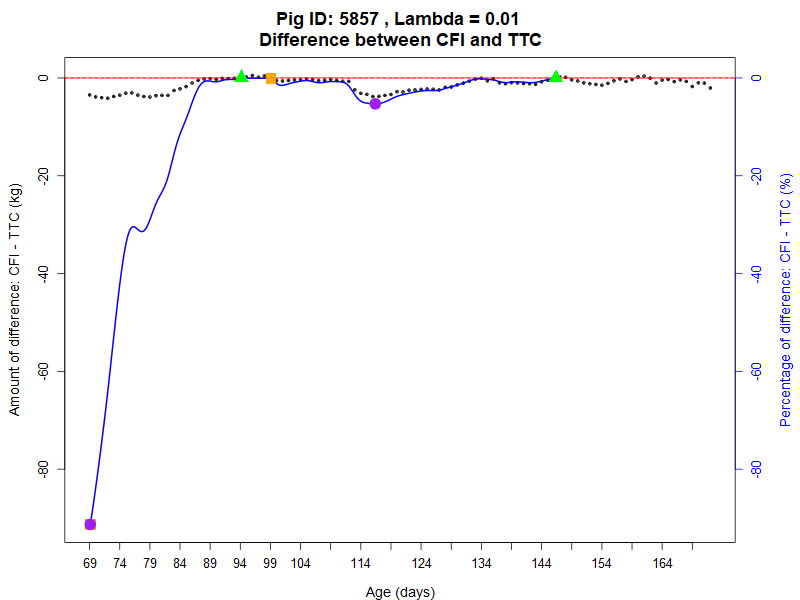 Pig ID: 5857 , Lambda = 0.01
Difference between CFI and TTC
Amount of difference: CFI - TTC (kg)
0
-20
-40
-60
-80
0
-20
-40
-60
-80
Percentage of difference: CFI - TTC (%)
69 74 79 84 89 94 99 104 114 124 134 144 154 164
Age (days)